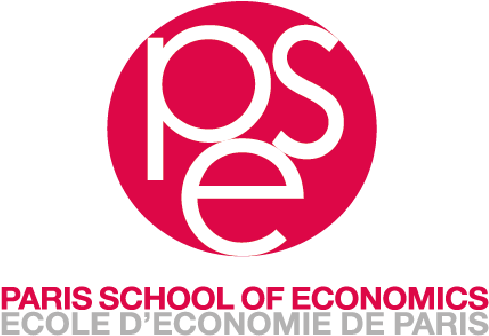 pse
PARIS SCHOOL OF ECONOMICS
ECOLE D'ECONOMIE DE PARIS